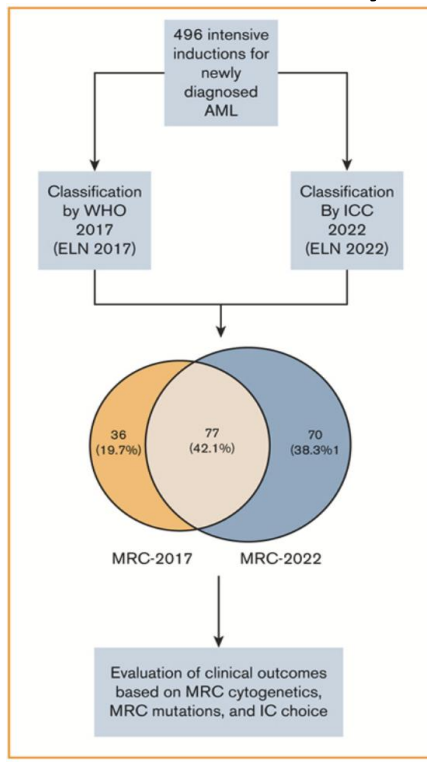 496 intensive
inductions for
newly
diagnosed
AML
Classification
by WHO
2017
(ELN 2017)
Classification
By ICC
2022
(ELN 2022)
36
(19.7%)
77
(42.1%)
70
(38.3%1
MRC-2017
MRC-2022
Evaluation of clinical outcomes
based on MRC cytogenetics,
MRC mutations, and IC choice